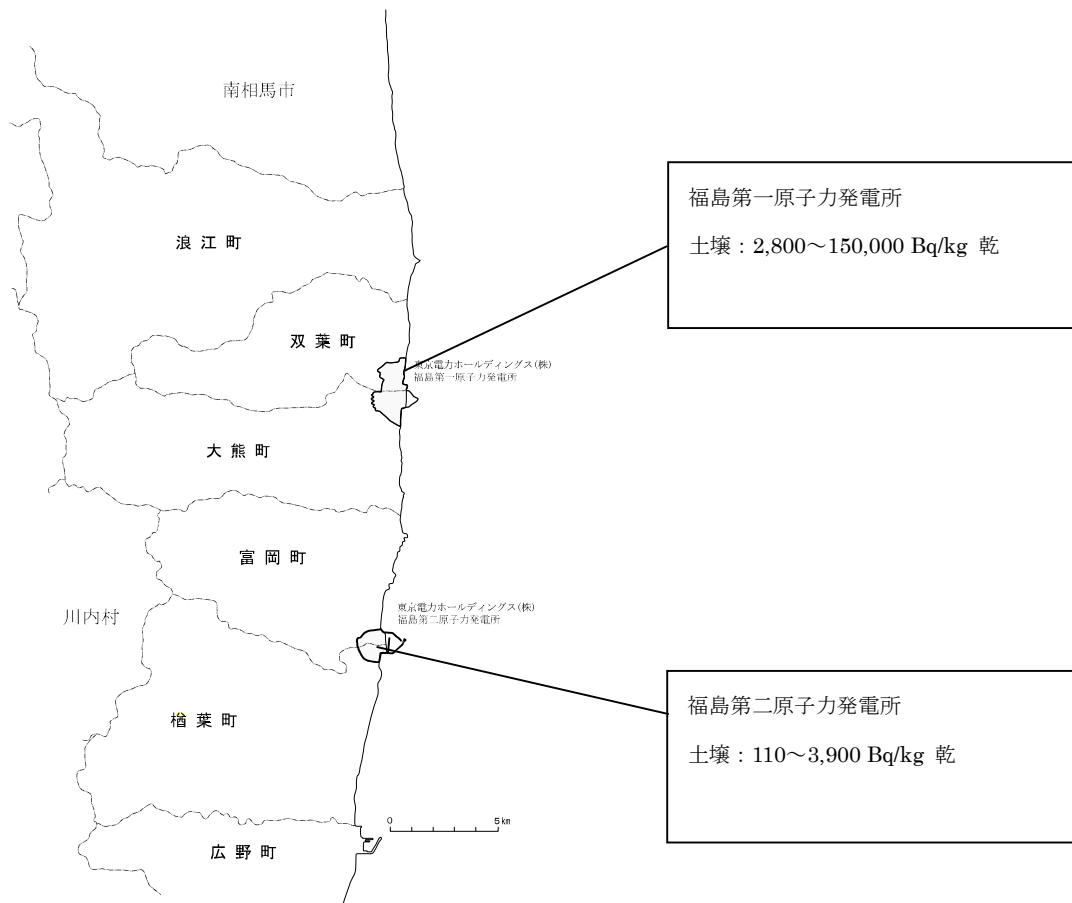 南相馬市
福島第一原子力発電所
土壌：2,800～150,000 Bq/kg 乾
浪江町
双葉町
東京電力ホールディングス(株)
福島第一原子力発電所
大熊町
富岡町
東京電力ホールディングス(株)
福島第二原子力発電所
川内村
福島第二原子力発電所
土壌：110～3,900 Bq/kg 乾
楢葉町
0 5km
広野町